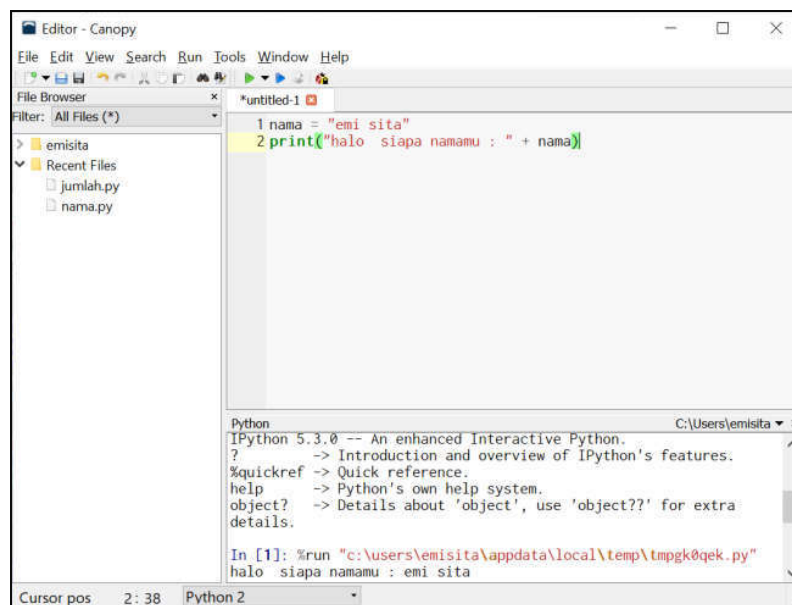 Editor - Canopy
File Edit View Search Run Tools Window Help
File Browser
Filter: All Files (*)
emisita
Recent Files
jumlah.py
nama.py
*untitled-1
1 nama = "emi sita"
2 print("halo  siapa namamu : " + nama)
Python C:\Users\emisita
IPython 5.3.0 -- An enhanced Interactive Python.
?         -> Introduction and overview of IPython's features.
%quickref -> Quick reference.
help      -> Python's own help system.
object?   -> Details about 'object', use 'object??' for extra
details.
In [1]: %run "c:\users\emisita\appdata\local\temp\tmpgk0qek.py"
halo  siapa namamu : emi sita
Cursor pos 2: 38 Python 2